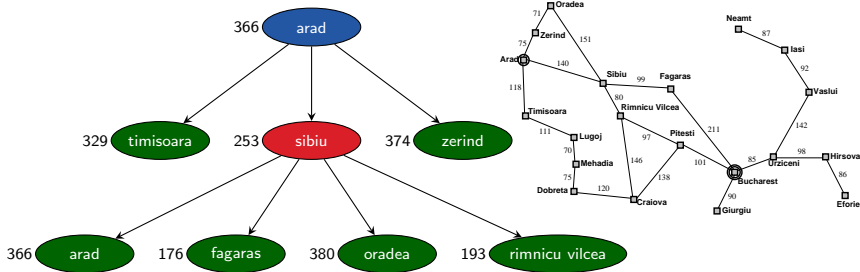 366 arad
329 timisoara 253 sibiu 374 zerind
366 arad 176 fagaras 380 oradea 193 rimnicu vilcea
Oradea
71
Neamt
Zerind
87
75
151
Iasi
Arad
140
92
Sibiu
99
Fagaras
118
80
Vaslui
Timisoara
Rimnicu Vilcea
142
111
Lugoj
97
Pitesti
211
70
98
Hirsova
Mehadia
146
101
85
Urziceni
75
138
86
Bucharest
Dobreta
120
90
Craiova
Eforie
Giurgiu